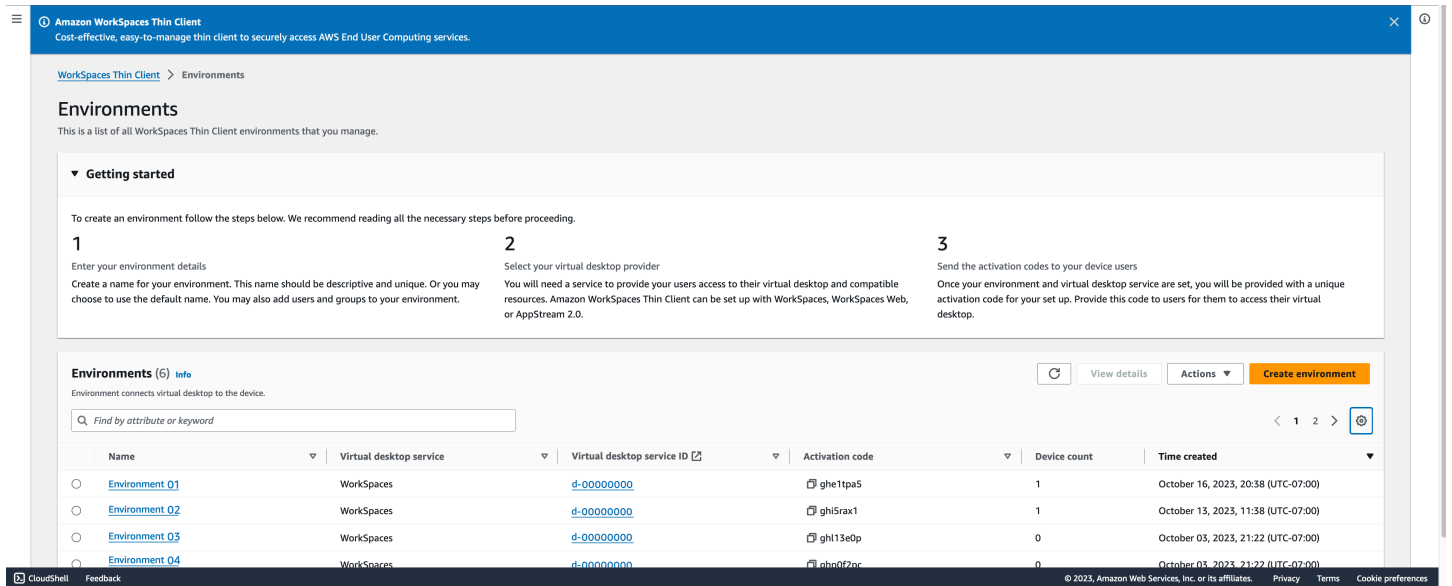 Amazon WorkSpaces Thin Client
Cost-effective, easy-to-manage thin client to securely access AWS End User Computing services.
WorkSpaces Thin Client > Environments
Environments
This is a list of all WorkSpaces Thin Client environments that you manage.
Getting started
To create an environment follow the steps below. We recommend reading all the necessary steps before proceeding.
1
Enter your environment details
Create a name for your environment. This name should be descriptive and unique. Or you may
choose to use the default name. You may also add users and groups to your environment.
2
Select your virtual desktop provider
You will need a service to provide your users access to their virtual desktop and compatible
resources. Amazon WorkSpaces Thin Client can be set up with WorkSpaces, WorkSpaces Web,
or AppStream 2.0.
3
Send the activation codes to your device users
Once your environment and virtual desktop service are set, you will be provided with a unique
activation code for your set up. Provide this code to users for them to access their virtual
desktop.
Environments (6) Info
View details Actions Create environment
Environment connects virtual desktop to the device.
Find by attribute or keyword
1 2
Name Virtual desktop service Virtual desktop service ID Activation code Device count Time created
Environment 01 WorkSpaces d-00000000 ghe1tpa5 1 October 16, 2023, 20:38 (UTC-07:00)
Environment 02 WorkSpaces d-00000000 ghi5rax1 1 October 13, 2023, 11:38 (UTC-07:00)
Environment 03 WorkSpaces d-00000000 ghl13e0p 0 October 03, 2023, 21:22 (UTC-07:00)
Environment 04 WorkSpaces d-00000000 ghp0f2pc 0 October 03, 2023, 21:22 (UTC-07:00)
CloudShell Feedback © 2023, Amazon Web Services, Inc. or its affiliates. Privacy Terms Cookie preferences